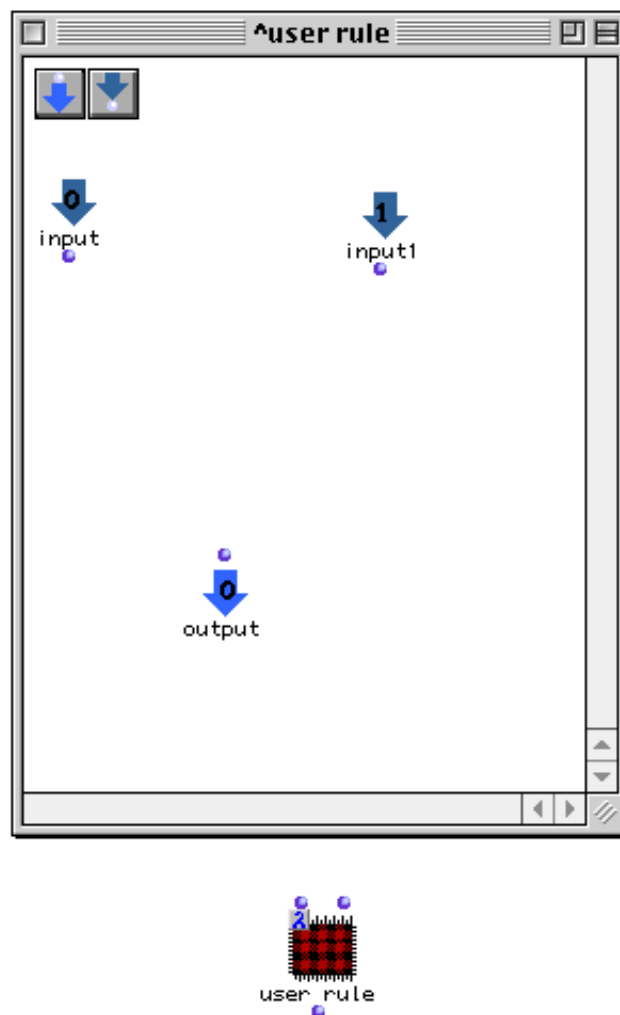 ^user rule
0
1
input
input1
0
output
λ
user rule